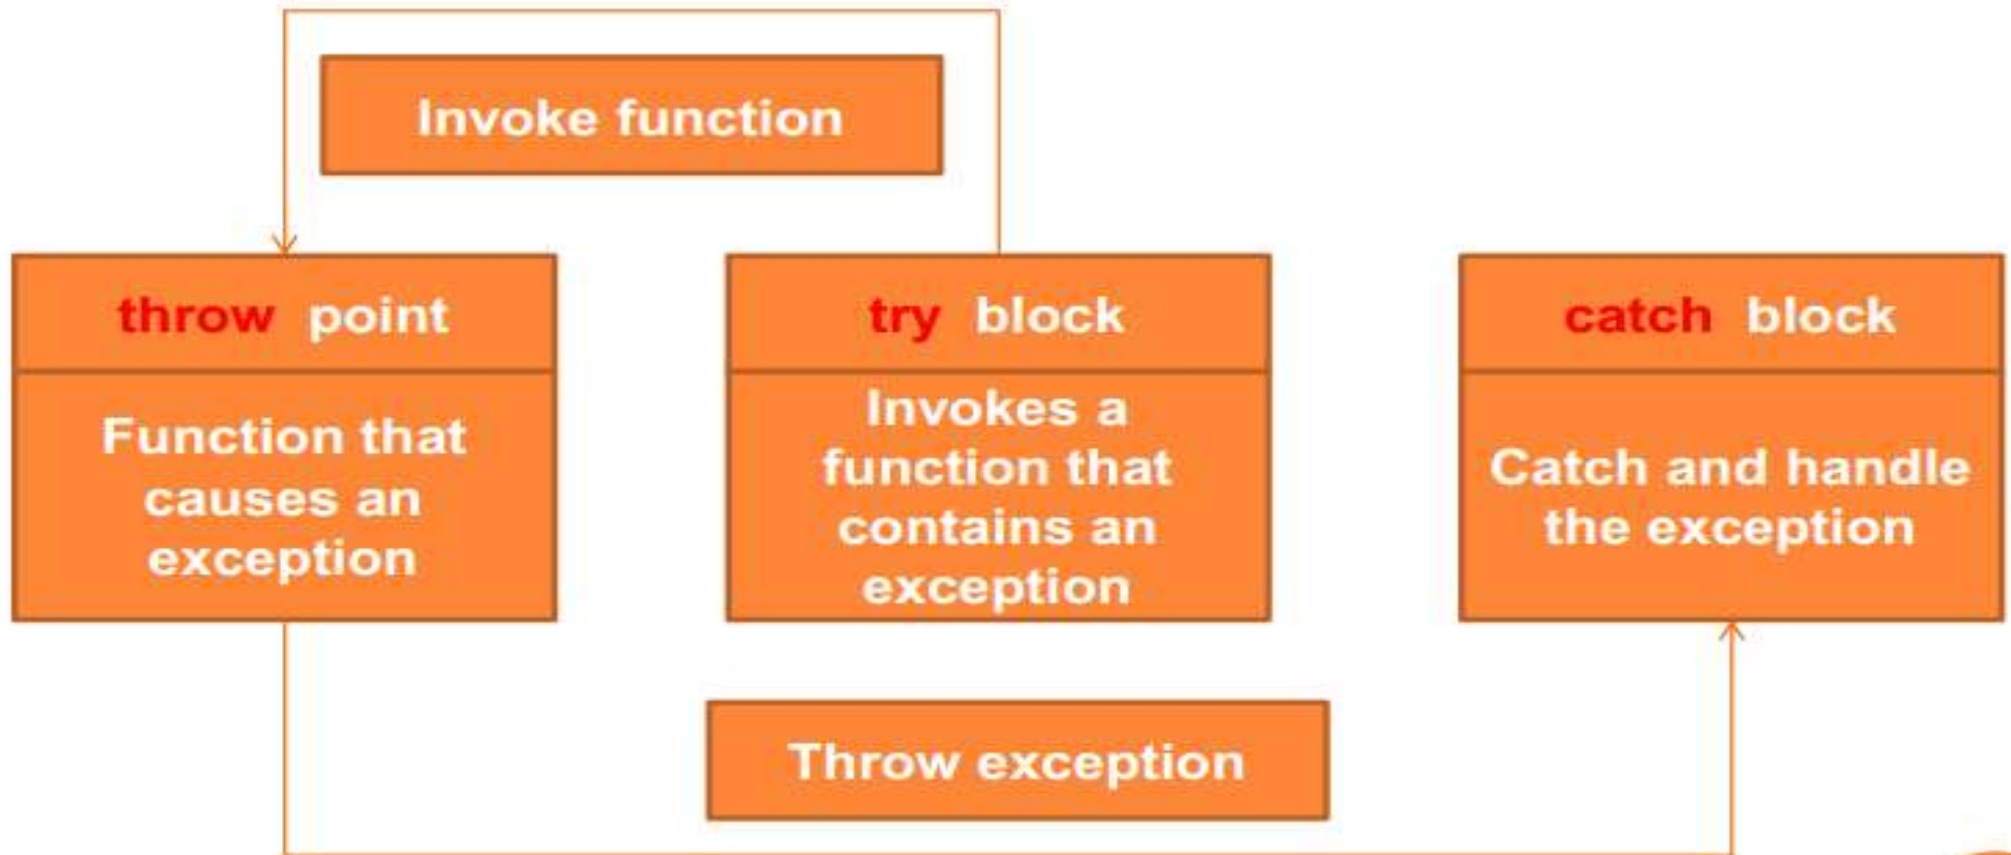 Invoke function
throw point
Function that
causes an
exception
try block
Invokes a
function that
contains an
exception
catch block
Catch and handle
the exception
Throw exception